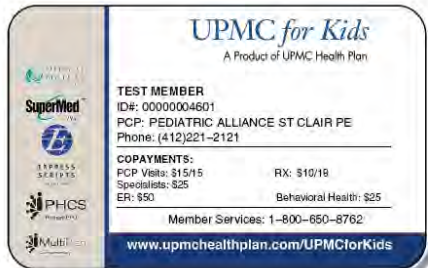 UPMC for Kids
A Product of UPMC Health Plan
TEST MEMBER
ID#: 00000004601
PCP: PEDIATRIC ALLIANCE ST CLAIR PE
Phone: (412)221-2121
COPAYMENTS:
PCP Visits: $15/15 RX: $10/18
Specialists: $25
ER: $50 Behavioral Health: $25
Member Services: 1-800-650-8762
www.upmchealthplan.com/UPMCforKids
SuperMed
EXPRESS
SCRIPTS
PHCS
MultiPlan